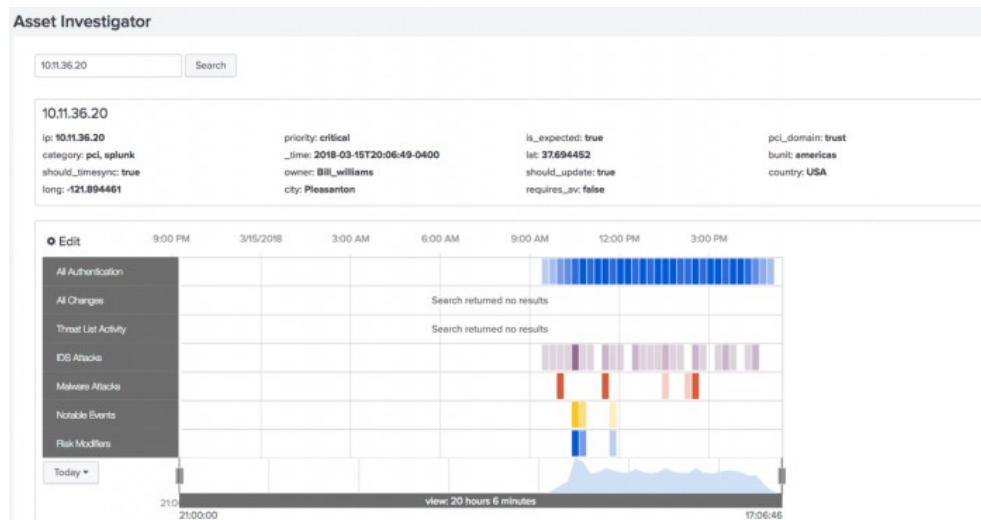 Asset Investigator
10.11.36.20 Search
10.11.36.20
ip: 10.11.36.20 priority: critical is_expected: true pci_domain: trust
category: pci, splunk _time: 2018-03-15T20:06:49-0400 lat: 37.694452 bunit: americas
should_timesync: true owner: Bill_williams should_update: true country: USA
long: -121.894461 city: Pleasanton requires_av: false
Edit 9:00 PM 3/15/2018 3:00 AM 6:00 AM 9:00 AM 12:00 PM 3:00 PM
All Authentication
All Changes Search returned no results
Threat List Activity Search returned no results
IDS Attacks
Malware Attacks
Notable Events
Risk Modifiers
Today
21:0 view: 20 hours 6 minutes
21:00:00 17:06:46